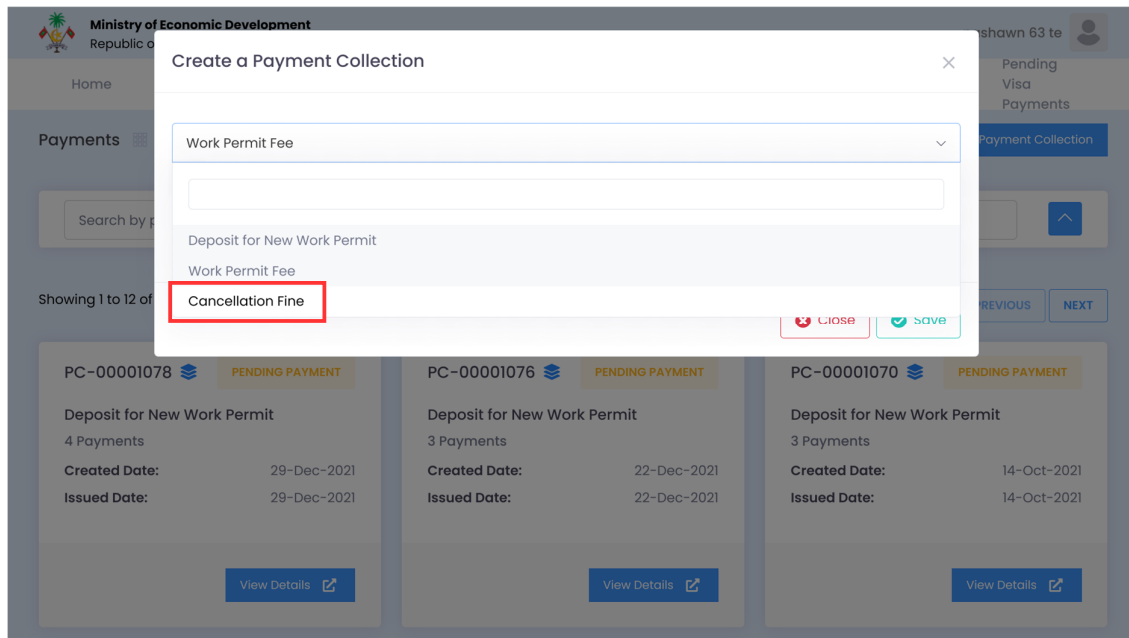 Ministry of Economic Development
Republic o
shawn 63 te
Home
Pending
Visa
Payments
Create a Payment Collection
Payments
Payment Collection
Work Permit Fee
Search by p
Deposit for New Work Permit
Work Permit Fee
Cancellation Fine
Showing 1 to 12 of
PREVIOUS
NEXT
Close
Save
PC-00001078
PENDING PAYMENT
Deposit for New Work Permit
4 Payments
Created Date: 29-Dec-2021
Issued Date: 29-Dec-2021
View Details
PC-00001076
PENDING PAYMENT
Deposit for New Work Permit
3 Payments
Created Date: 22-Dec-2021
Issued Date: 22-Dec-2021
View Details
PC-00001070
PENDING PAYMENT
Deposit for New Work Permit
3 Payments
Created Date: 14-Oct-2021
Issued Date: 14-Oct-2021
View Details